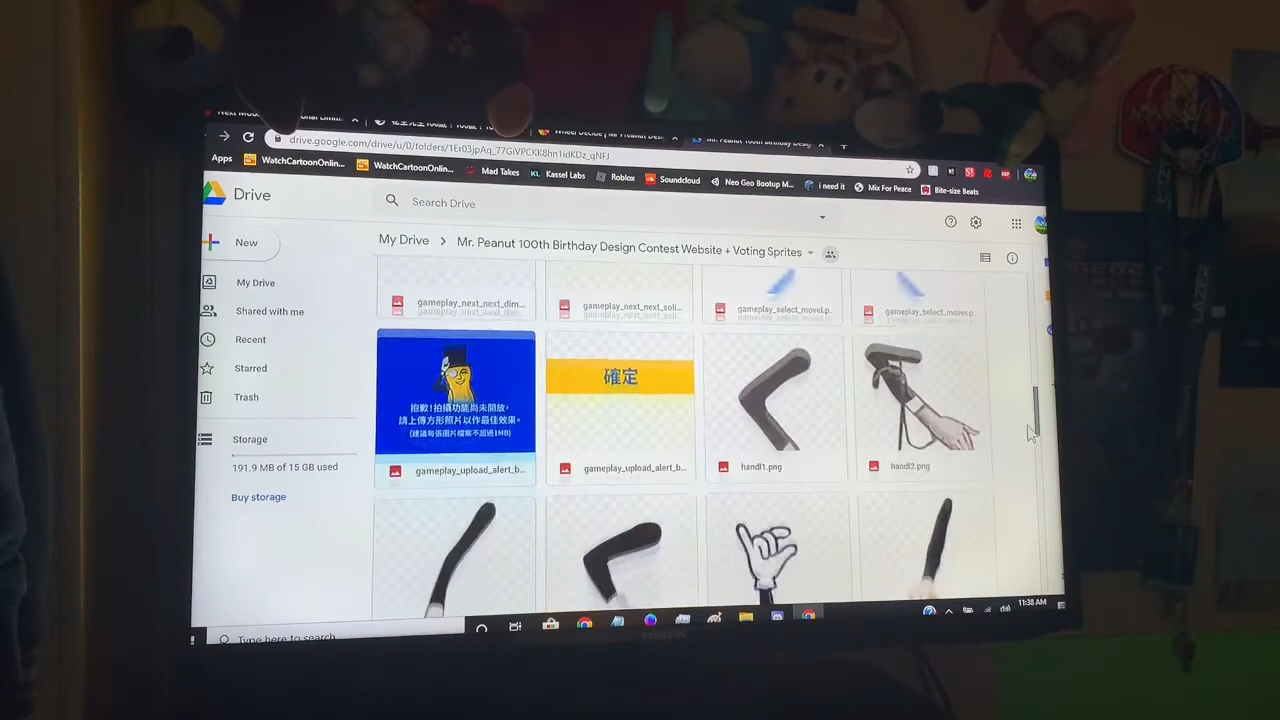 drive.google.com/drive/u/0/folders/1Er03jpAq_77GiVPCKK8hn1idKDz_qNFJ
Apps WatchCartoonOnlin... WatchCartoonOnlin... Mad Takes Kassel Labs Roblox Soundcloud Neo Geo Bootup M... i need it Mix For Peace Bite-size Beats
Drive
Search Drive
New
My Drive > Mr. Peanut 100th Birthday Design Contest Website + Voting Sprites
My Drive
Shared with me
Recent
Starred
Trash
Storage
191.9 MB of 15 GB used
Buy storage
gameplay_next_next_dim...
gameplay_next_next_soli...
gameplay_select_movel.p.
抱歉!拍攝功能尚未開放,
請上傳方形照片以作最佳效果。
(建議每張圖片檔案不超過1MB)
確定
gameplay_upload_alert_b...
gameplay_upload_alert_b...
handl1.png
handl2.png
Type here to search
11:38 AM